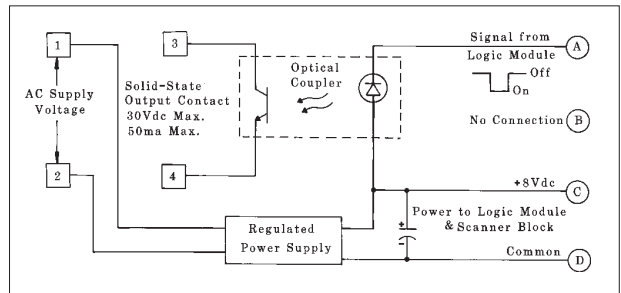 1
AC Supply
Voltage
2
3
Solid-State
Output Contact
30Vdc Max.
50ma Max.
4
Optical
Coupler
Signal from
Logic Module
A
Off
On
No Connection B
+8Vdc
C
Power to Logic Module
& Scanner Block
+
-
Common
D
Regulated
Power Supply